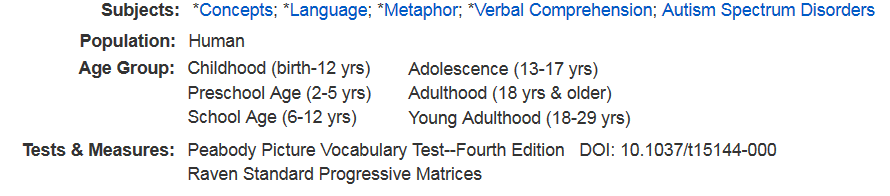 Subjects: *Concepts; *Language; *Metaphor; *Verbal Comprehension; Autism Spectrum Disorders
Population: Human
Age Group: Childhood (birth-12 yrs) Adolescence (13-17 yrs)
Preschool Age (2-5 yrs) Adulthood (18 yrs & older)
School Age (6-12 yrs) Young Adulthood (18-29 yrs)
Tests & Measures: Peabody Picture Vocabulary Test--Fourth Edition DOI: 10.1037/t15144-000
Raven Standard Progressive Matrices